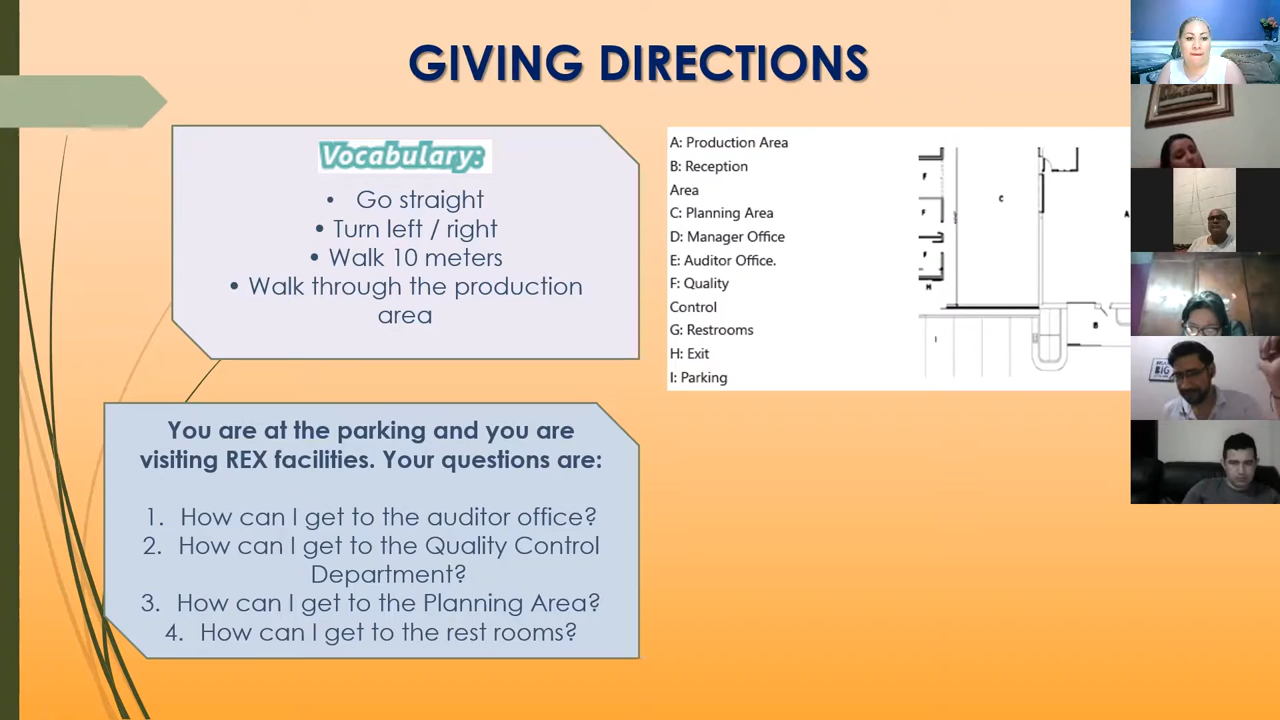 GIVING DIRECTIONS
Vocabulary:
• Go straight
• Turn left / right
• Walk 10 meters
• Walk through the production
area
A: Production Area
B: Reception
Area
C: Planning Area
D: Manager Office
E: Auditor Office.
F: Quality
Control
G: Restrooms
H: Exit
I: Parking
F
F
F
H
I
C
A
B
You are at the parking and you are
visiting REX facilities. Your questions are:
1. How can I get to the auditor office?
2. How can I get to the Quality Control
Department?
3. How can I get to the Planning Area?
4. How can I get to the rest rooms?
BIG